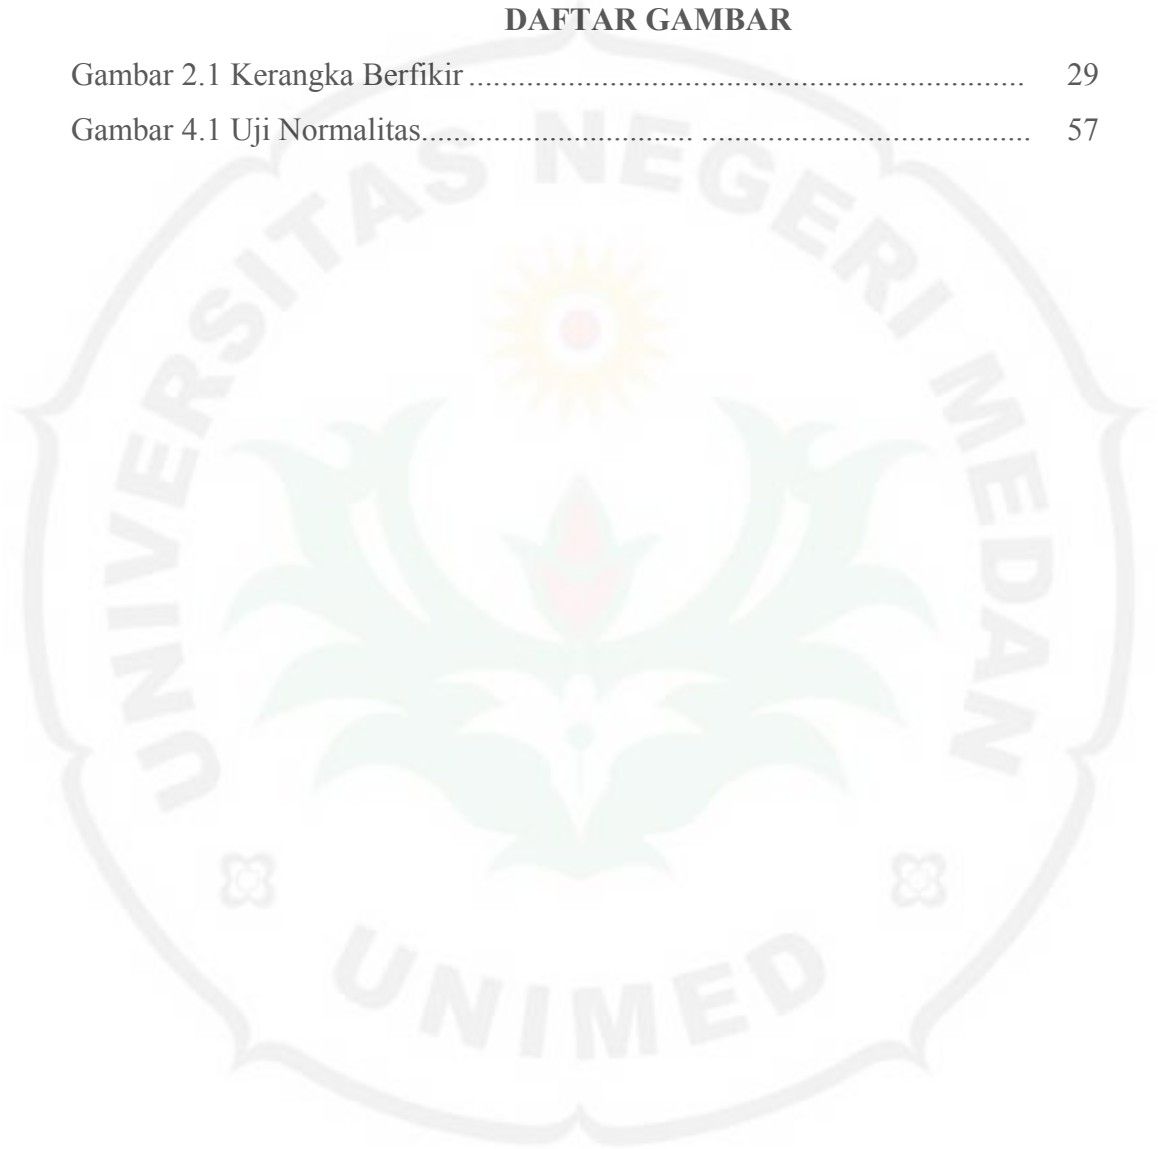 DAFTAR GAMBAR
Gambar 2.1 Kerangka Berfikir .................................................................... 29
Gambar 4.1 Uji Normalitas................................. ........................................ 57
UNIVERSITAS NEGERI MEDAN
UNIMED